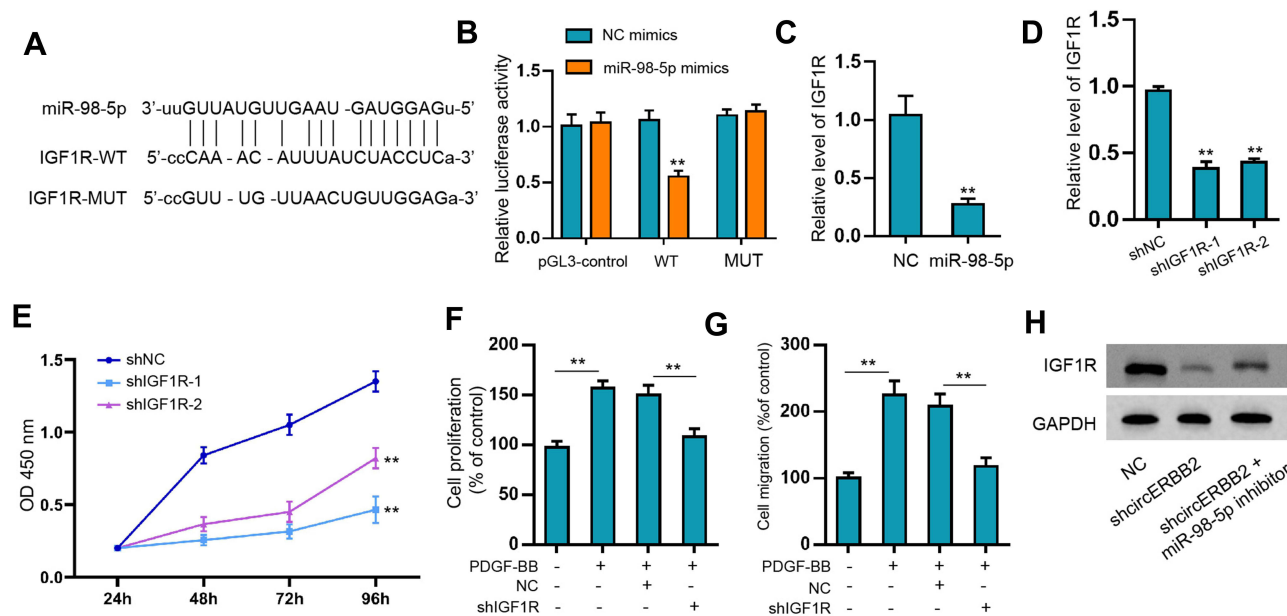 A
miR-98-5p 3’-uuGUUAUGUUGAAU -GAUGGAGu-5’
IGF1R-WT 5’-ccCAA - AC -AUUUAUCUACCUCa-3’
IGF1R-MUT 5’-ccGUU - UG -UUAACUGUUGGAGa-3’
B
NC mimics
miR-98-5p mimics
Relative luciferase activity
1.5
1.0
0.5
0.0
pGL3-control WT MUT
**
C
Relative level of IGF1R
1.5
1.0
0.5
0.0
**
NC miR-98-5p
D
Relative level of IGF1R
1.5
1.0
0.5
0.0
** **
shNC shIGF1R-1 shIGF1R-2
E
shNC
shIGF1R-1
shIGF1R-2
OD 450 nm
1.5
1.0
0.5
0.0
**
**
24h 48h 72h 96h
F
Cell proliferation
(% of control)
200
150
100
50
0
** **
PDGF-BB - + + +
NC - - + -
shIGF1R - - - +
G
Cell migration (%of control)
300
200
100
0
** **
PDGF-BB - + + +
NC - - + -
shIGF1R - - - +
H
IGF1R
GAPDH
NC
shcircERBB2
shcircERBB2 +
miR-98-5p inhibitor